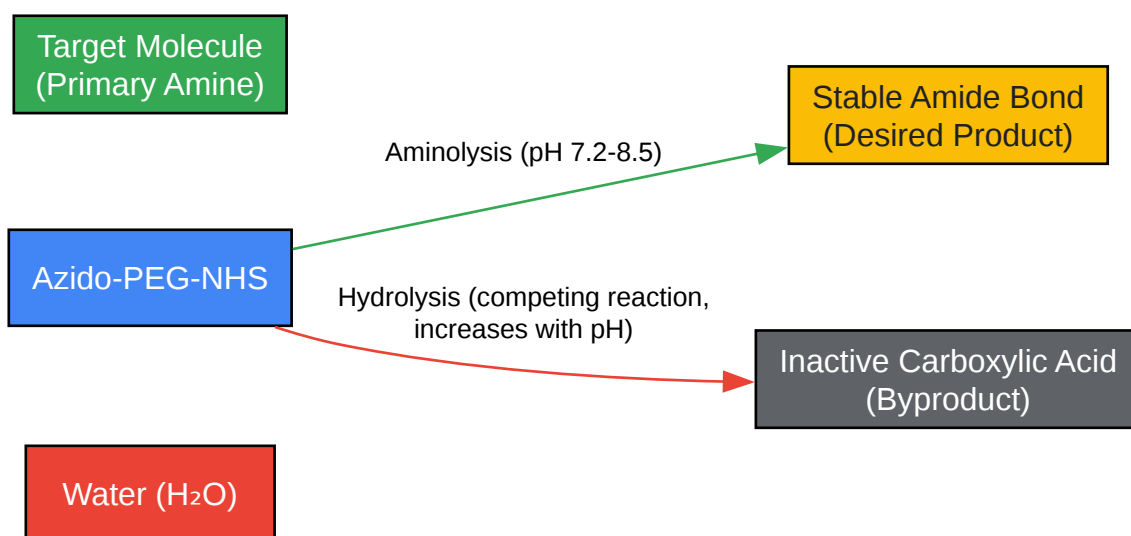 Target Molecule
(Primary Amine)
Stable Amide Bond
(Desired Product)
Aminolysis (pH 7.2-8.5)
Azido-PEG-NHS
Hydrolysis (competing reaction,
increases with pH)
Inactive Carboxylic Acid
(Byproduct)
Water (H₂O)